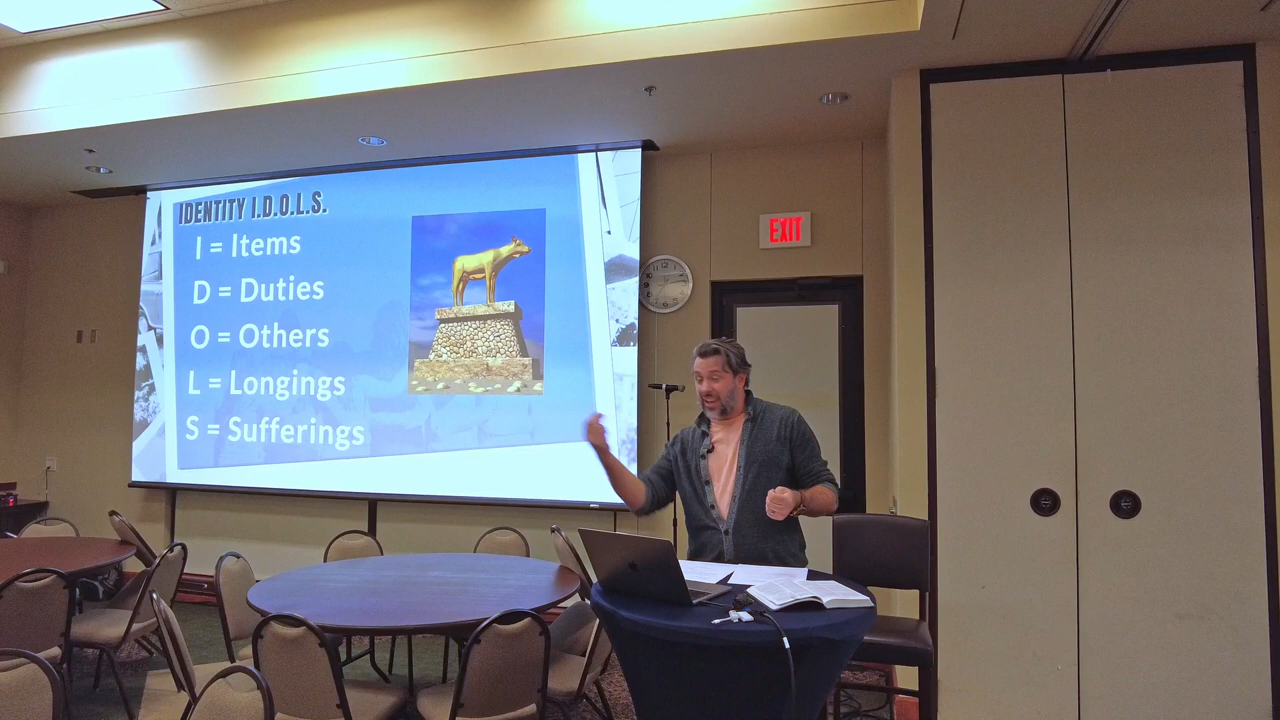 IDENTITY I.D.O.L.S.
I = Items
D = Duties
O = Others
L = Longings
S = Sufferings
EXIT